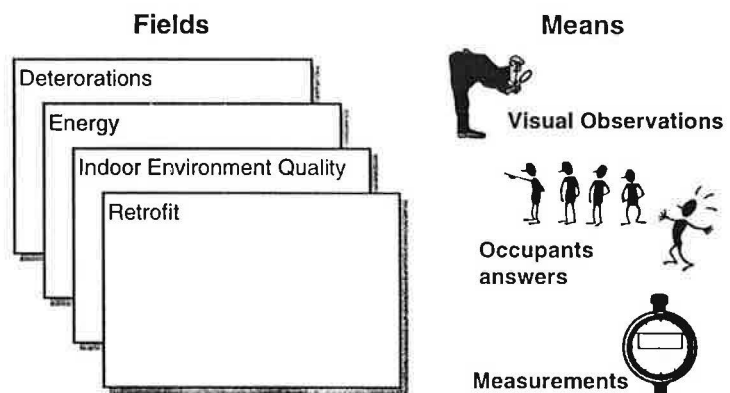 Fields
Deterorations
Energy
Indoor Environment Quality
Retrofit
Means
Visual Observations
Occupants
answers
Measurements